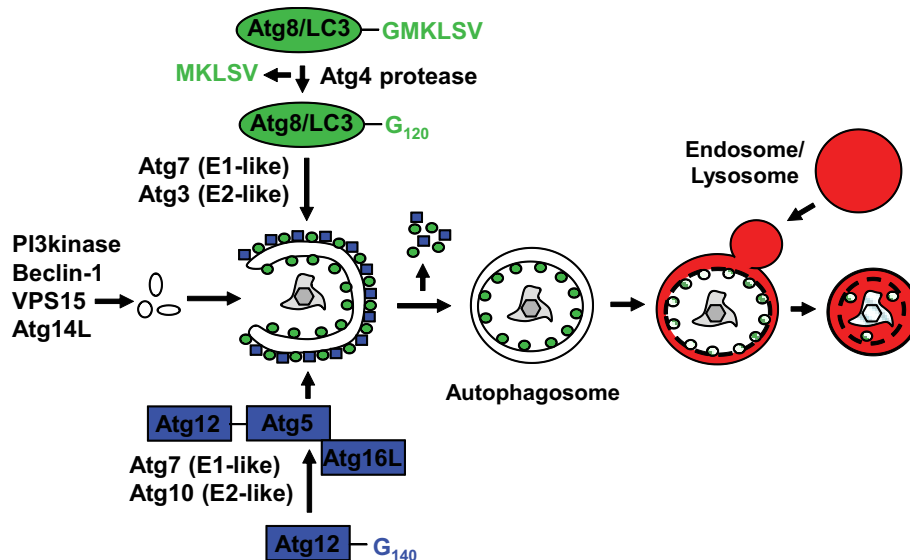 Atg8/LC3 GMKLSV
MKLSV Atg4 protease
Atg8/LC3 G120
Atg7 (E1-like)
Atg3 (E2-like)
Endosome/
Lysosome
PI3kinase
Beclin-1
VPS15
Atg14L
Autophagosome
Atg12 Atg5
Atg16L
Atg7 (E1-like)
Atg10 (E2-like)
Atg12 G140